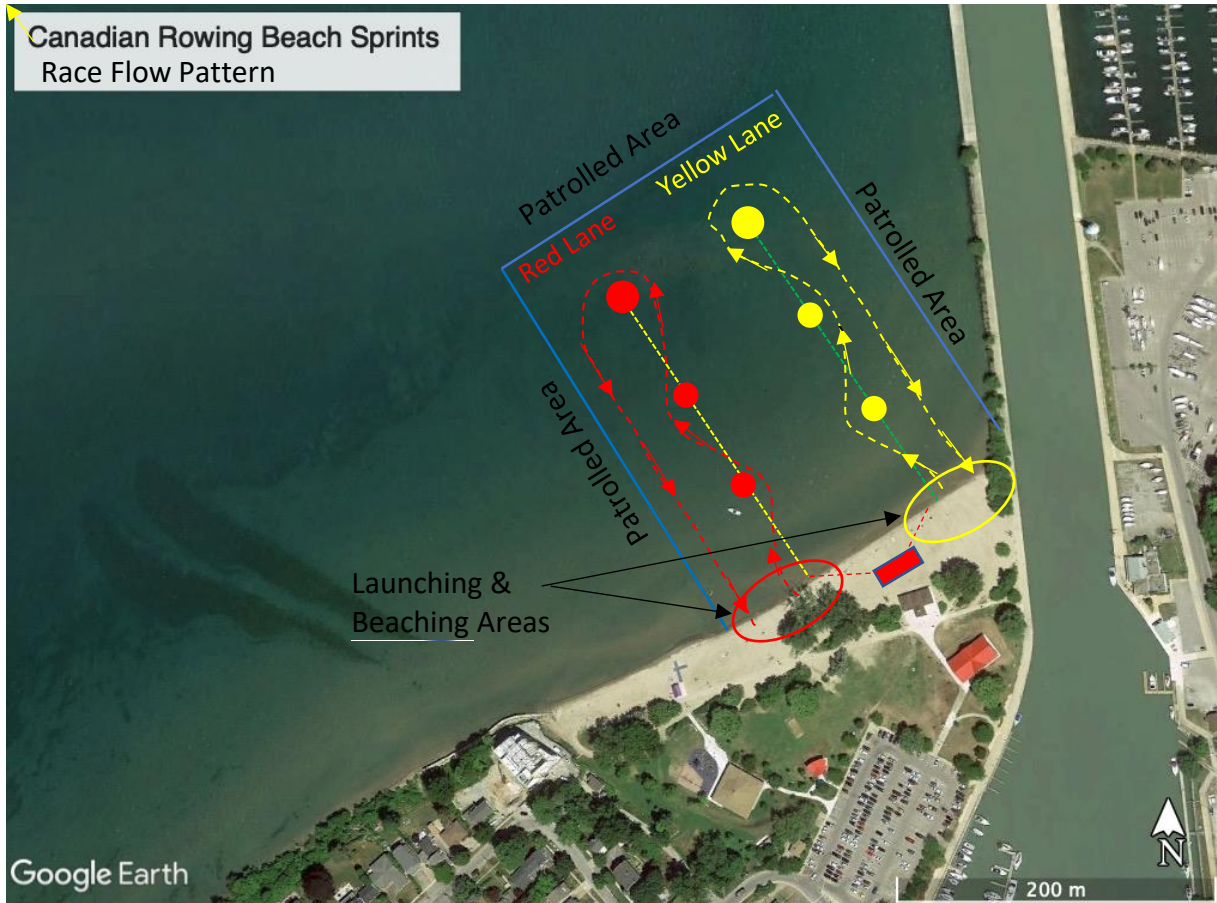 Canadian Rowing Beach Sprints
Race Flow Pattern
Patrolled Area
Yellow Lane
Red Lane
Patrolled Area
Patrolled Area
Launching &
Beaching Areas
Google Earth
N
200 m